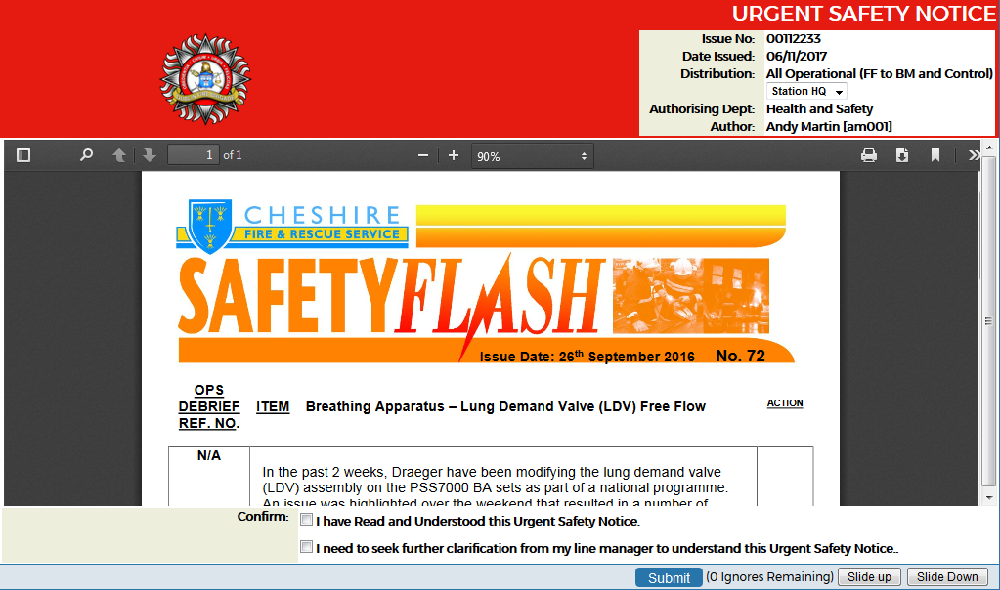 URGENT SAFETY NOTICE
Issue No: 00112233
Date Issued: 06/11/2017
Distribution: All Operational (FF to BM and Control)
Station HQ
Authorising Dept: Health and Safety
Author: Andy Martin [am001]
1 of 1
90%
CHESHIRE
FIRE & RESCUE SERVICE
SAFETYFLASH
Issue Date: 26th September 2016 No. 72
OPS
DEBRIEF
REF. NO.
ITEM Breathing Apparatus – Lung Demand Valve (LDV) Free Flow
ACTION
N/A
In the past 2 weeks, Draeger have been modifying the lung demand valve
(LDV) assembly on the PSS7000 BA sets as part of a national programme.
An issue was highlighted over the weekend that resulted in a number of
Confirm:
I have Read and Understood this Urgent Safety Notice.
I need to seek further clarification from my line manager to understand this Urgent Safety Notice..
Submit (0 Ignores Remaining) Slide up Slide Down